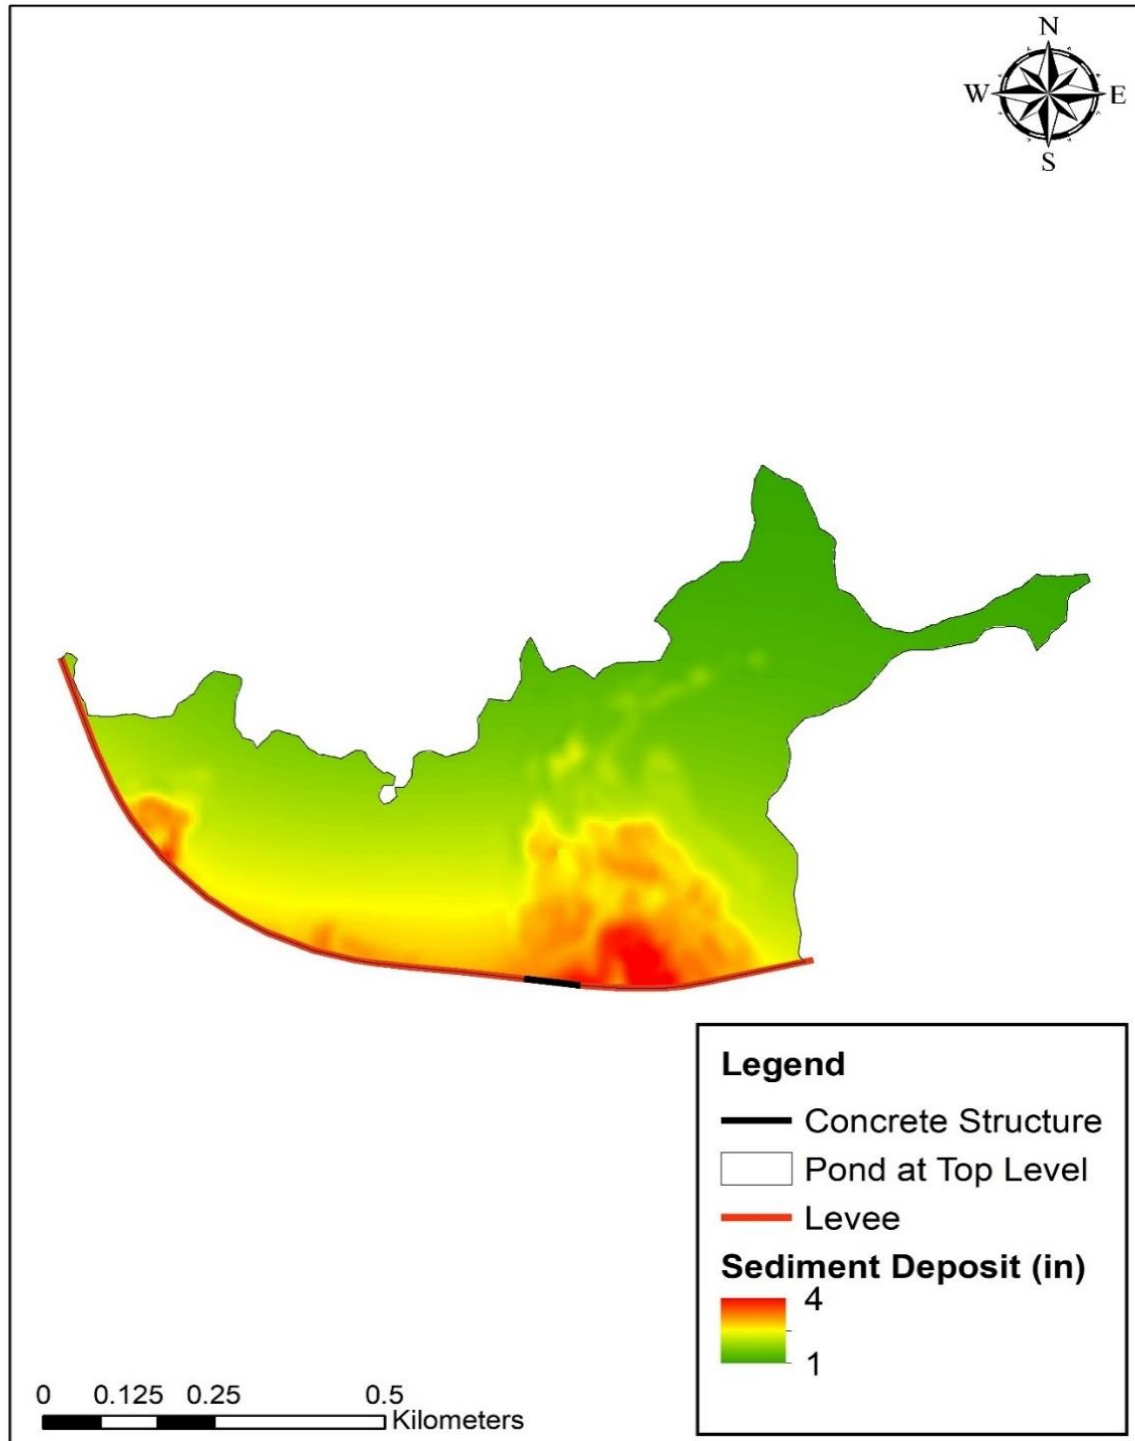 N
W E
S
Legend
Concrete Structure
Pond at Top Level
Levee
Sediment Deposit (in)
4
1
0 0.125 0.25 0.5
Kilometers